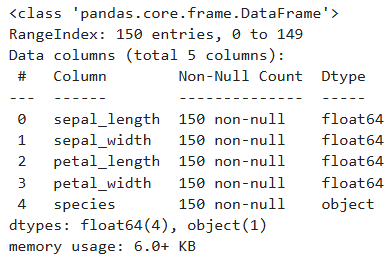 <class 'pandas.core.frame.DataFrame'>
RangeIndex: 150 entries, 0 to 149
Data columns (total 5 columns):
 #   Column        Non-Null Count  Dtype
---  ------        --------------  -----
 0   sepal_length  150 non-null    float64
 1   sepal_width   150 non-null    float64
 2   petal_length  150 non-null    float64
 3   petal_width   150 non-null    float64
 4   species       150 non-null    object
dtypes: float64(4), object(1)
memory usage: 6.0+ KB